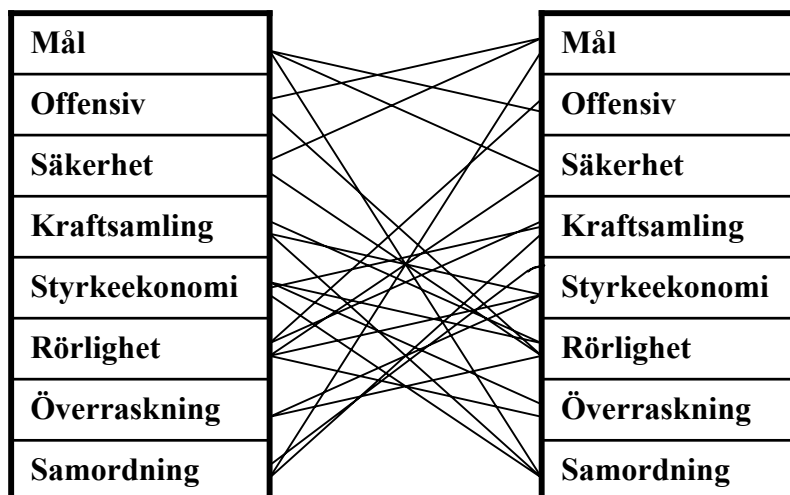 Mål
Offensiv
Säkerhet
Kraftsamling
Styrkeekonomi
Rörlighet
Överraskning
Samordning
Mål
Offensiv
Säkerhet
Kraftsamling
Styrkeekonomi
Rörlighet
Överraskning
Samordning